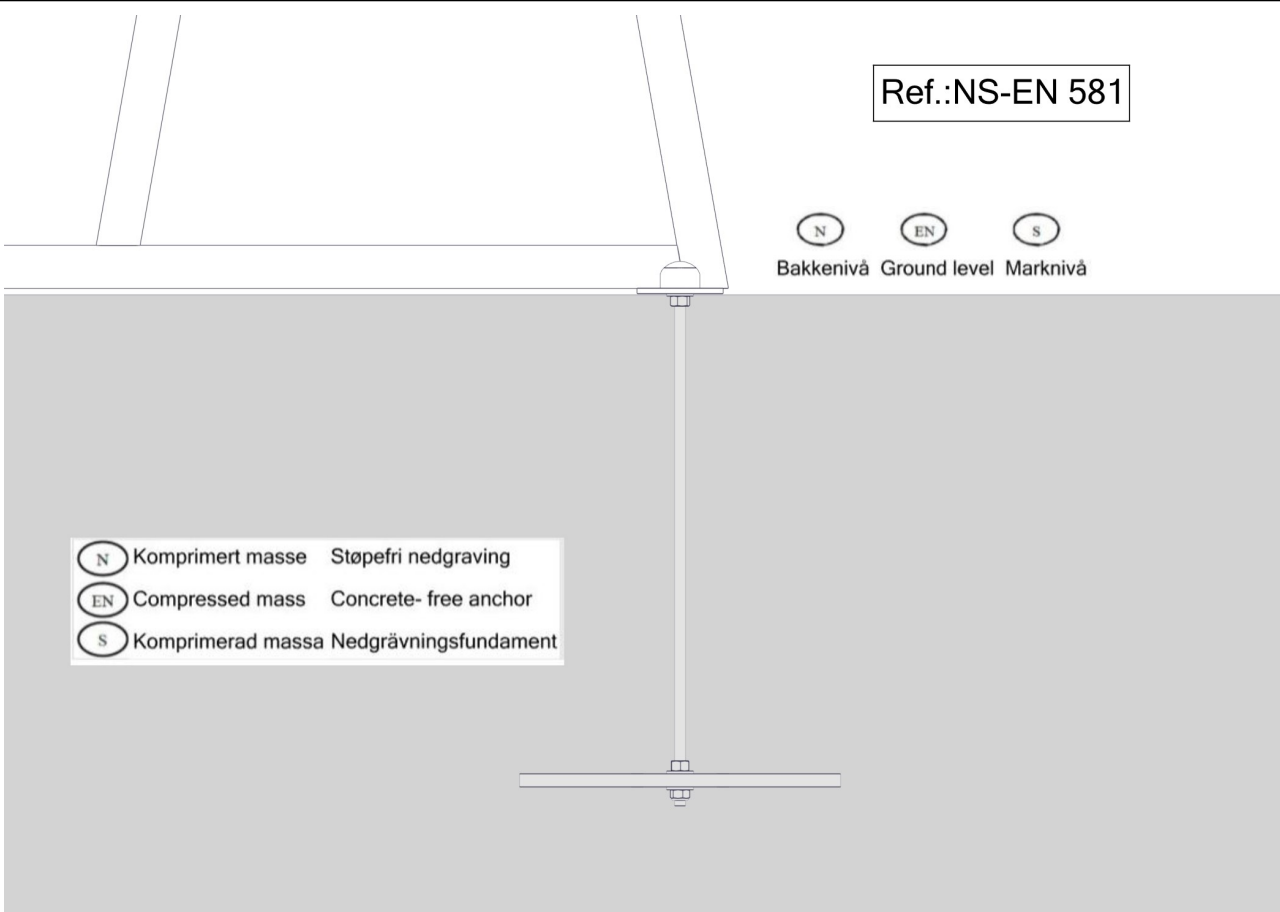 Ref.:NS-EN 581
N EN S
Bakkenivå Ground level Marknivå
N Komprimert masse Støpefri nedgraving
EN Compressed mass Concrete- free anchor
S Komprimerad massa Nedgrävningsfundament